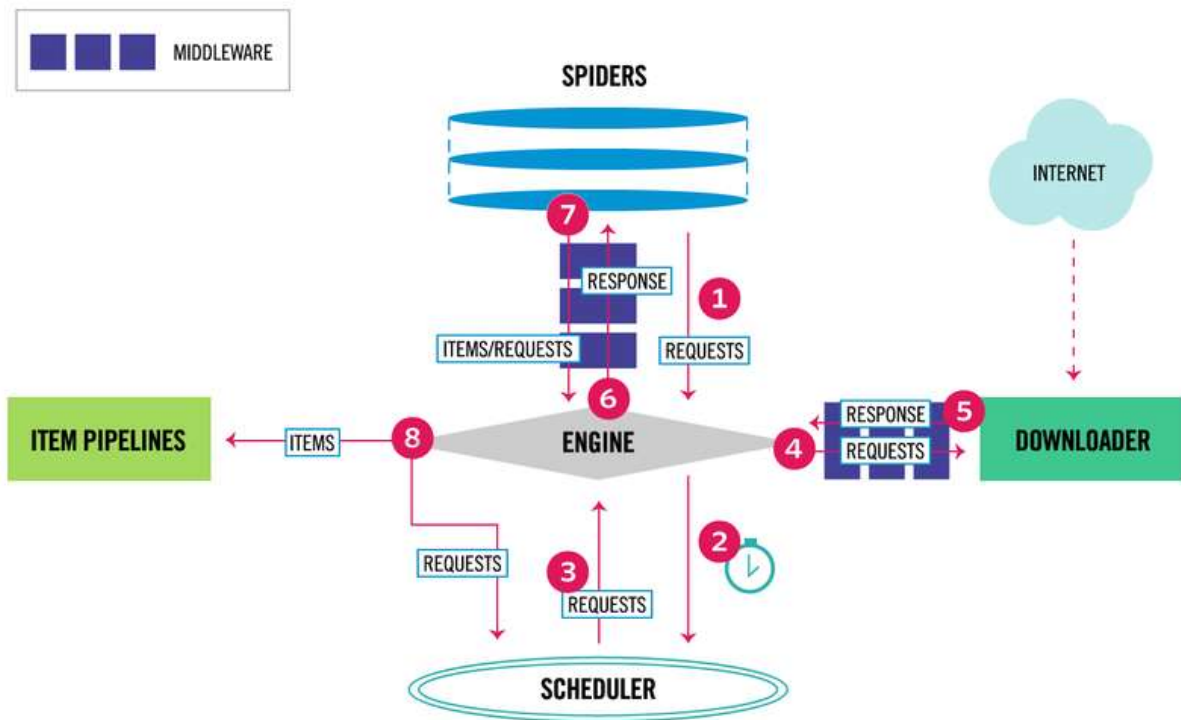 MIDDLEWARE
SPIDERS
INTERNET
7
RESPONSE
1
ITEMS/REQUESTS
REQUESTS
6
5
RESPONSE
ITEM PIPELINES
ITEMS
8
ENGINE
4
REQUESTS
DOWNLOADER
2
REQUESTS
3
REQUESTS
SCHEDULER